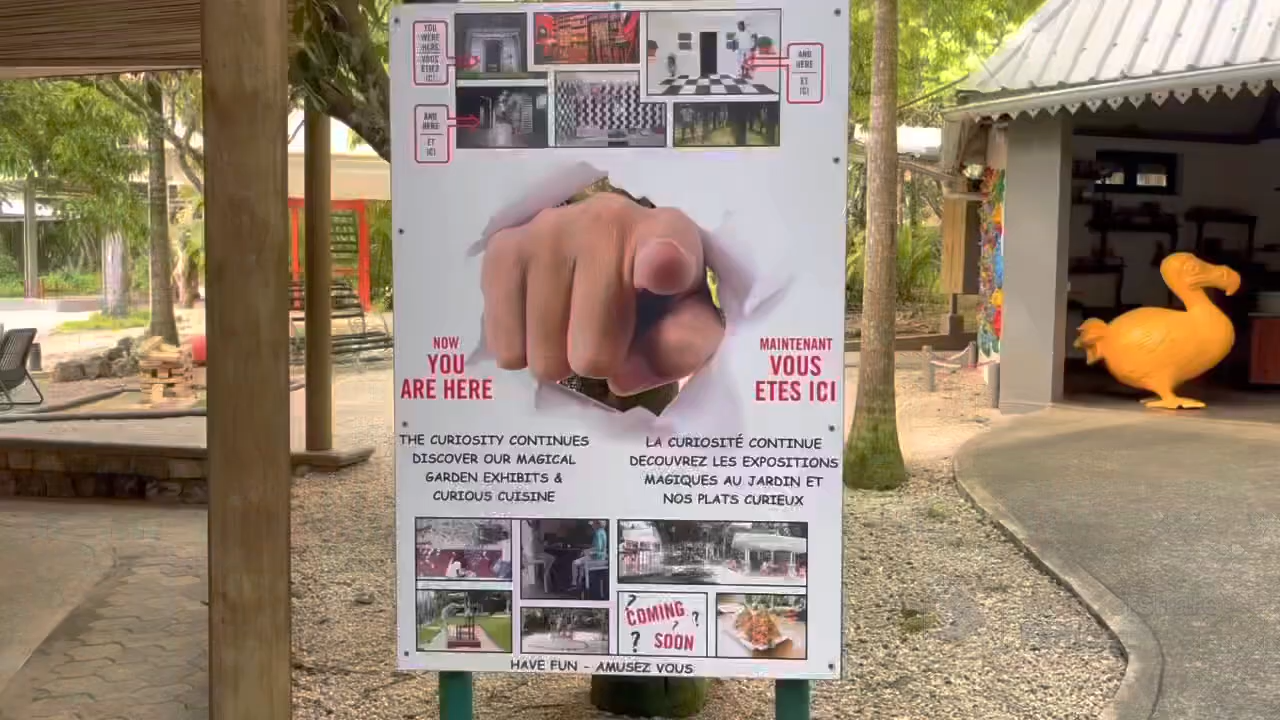 YOU
WERE
HERE
VOUS
ETIEZ
ICI
AND
HERE
ET
ICI
AND
HERE
ET
ICI
NOW
YOU
ARE HERE
MAINTENANT
VOUS
ETES ICI
THE CURIOSITY CONTINUES
DISCOVER OUR MAGICAL
GARDEN EXHIBITS &
CURIOUS CUISINE
LA CURIOSITÉ CONTINUE
DECOUVREZ LES EXPOSITIONS
MAGIQUES AU JARDIN ET
NOS PLATS CURIEUX
? COMING ?
?
? SOON
HAVE FUN - AMUSEZ VOUS